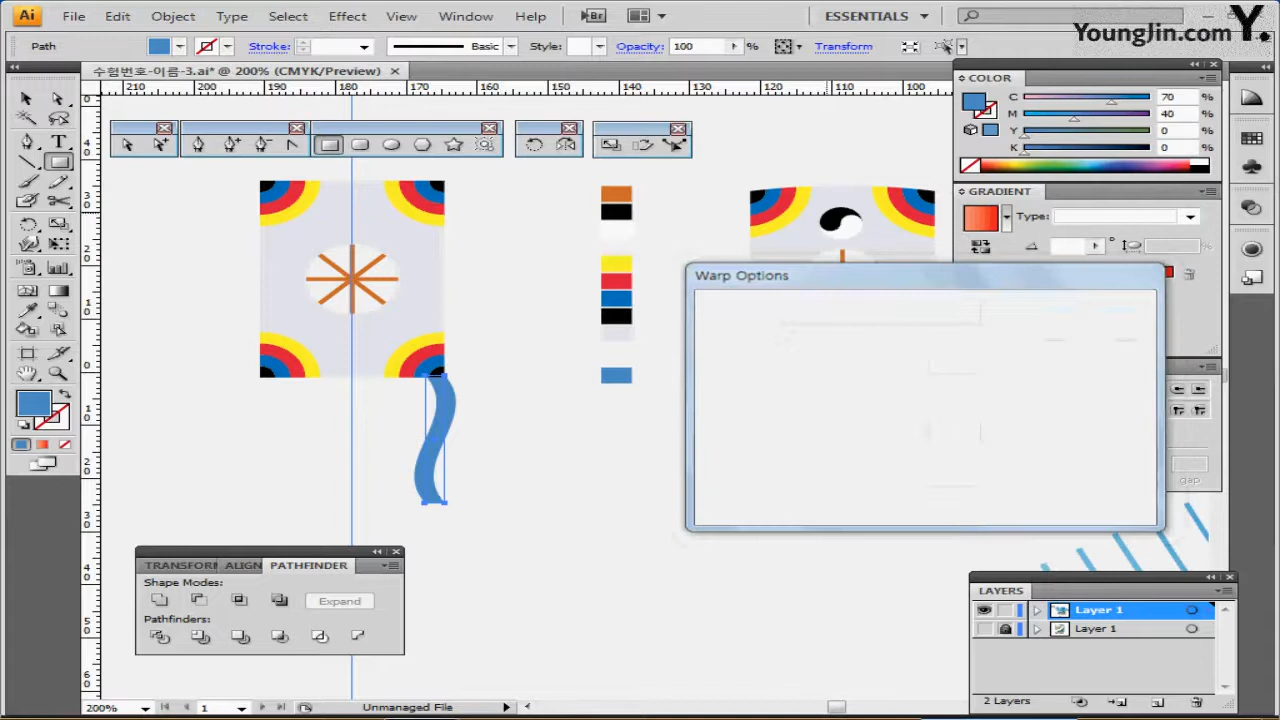 Ai File Edit Object Type Select Effect View Window Help Br ESSENTIALS
YoungJin.com Y.
Path Stroke: Basic Style: Opacity: 100 % Transform
수험번호-이름-3.ai* @ 200% (CMYK/Preview)
210 200 190 180 170 160 150 140 130 120 110 100
COLOR
C 70 %
M 40 %
Y 0 %
K 0 %
GRADIENT
Type:
Warp Options
gap
TRANSFORM ALIGN PATHFINDER
Shape Modes:
Expand
Pathfinders:
LAYERS
Layer 1
Layer 1
2 Layers
200% 1 Unmanaged File